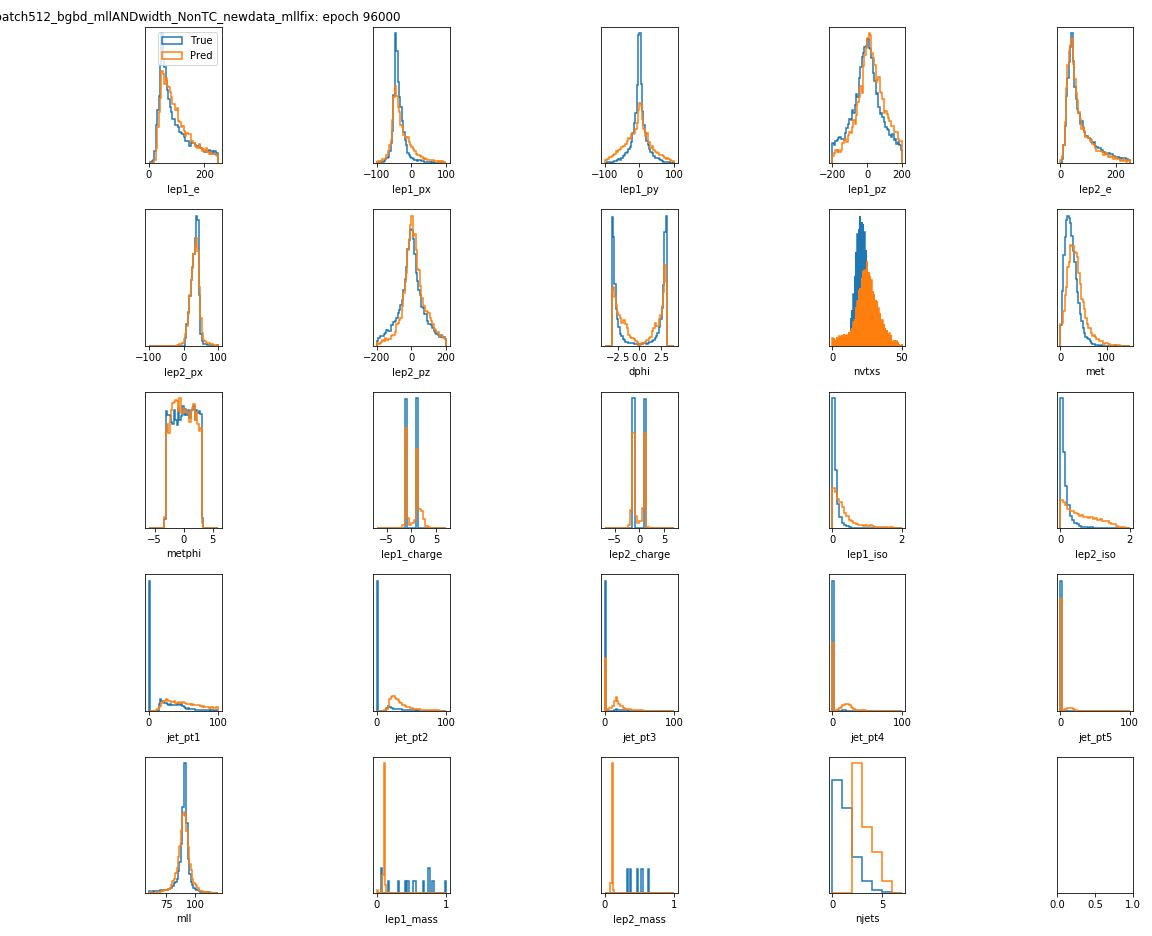 batch512_bgbd_mllANDwidth_NonTC_newdata_mllfix: epoch 96000
True
Pred
0 200
lep1_e
−100 0 100
lep1_px
−100 0 100
lep1_py
−200 0 200
lep1_pz
0 200
lep2_e
−100 0 100
lep2_px
−200 0 200
lep2_pz
−2.5 0.0 2.5
dphi
0 50
nvtxs
0 100
met
−5 0 5
metphi
−5 0 5
lep1_charge
−5 0 5
lep2_charge
0 2
lep1_iso
0 2
lep2_iso
0 100
jet_pt1
0 100
jet_pt2
0 100
jet_pt3
0 100
jet_pt4
0 100
jet_pt5
75 100
mll
0 1
lep1_mass
0 1
lep2_mass
0 5
njets
0.0 0.5 1.0